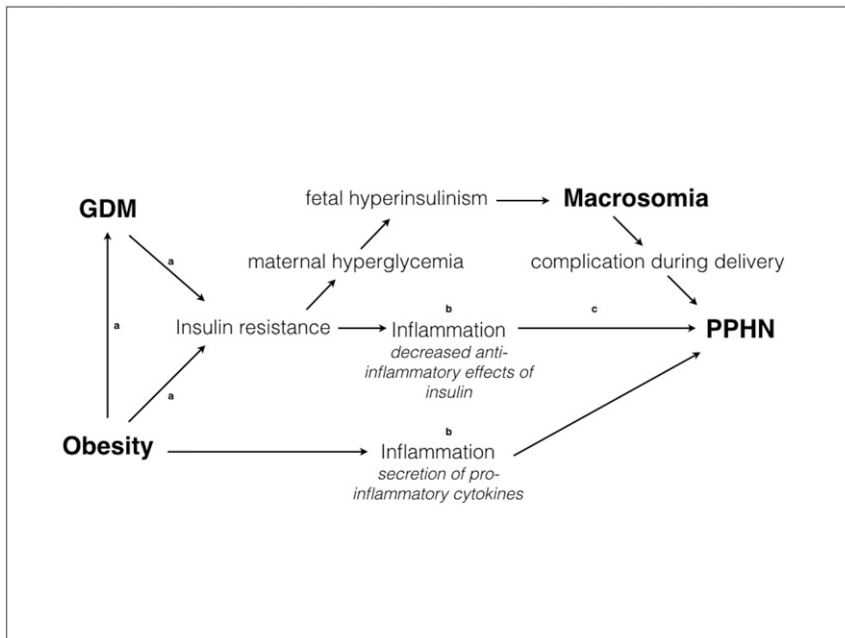 fetal hyperinsulinism
Macrosomia
GDM
a
maternal hyperglycemia
complication during delivery
a
Insulin resistance
b
Inflammation
decreased anti-
inflammatory effects of
insulin
c
PPHN
a
Obesity
b
Inflammation
secretion of pro-
inflammatory cytokines